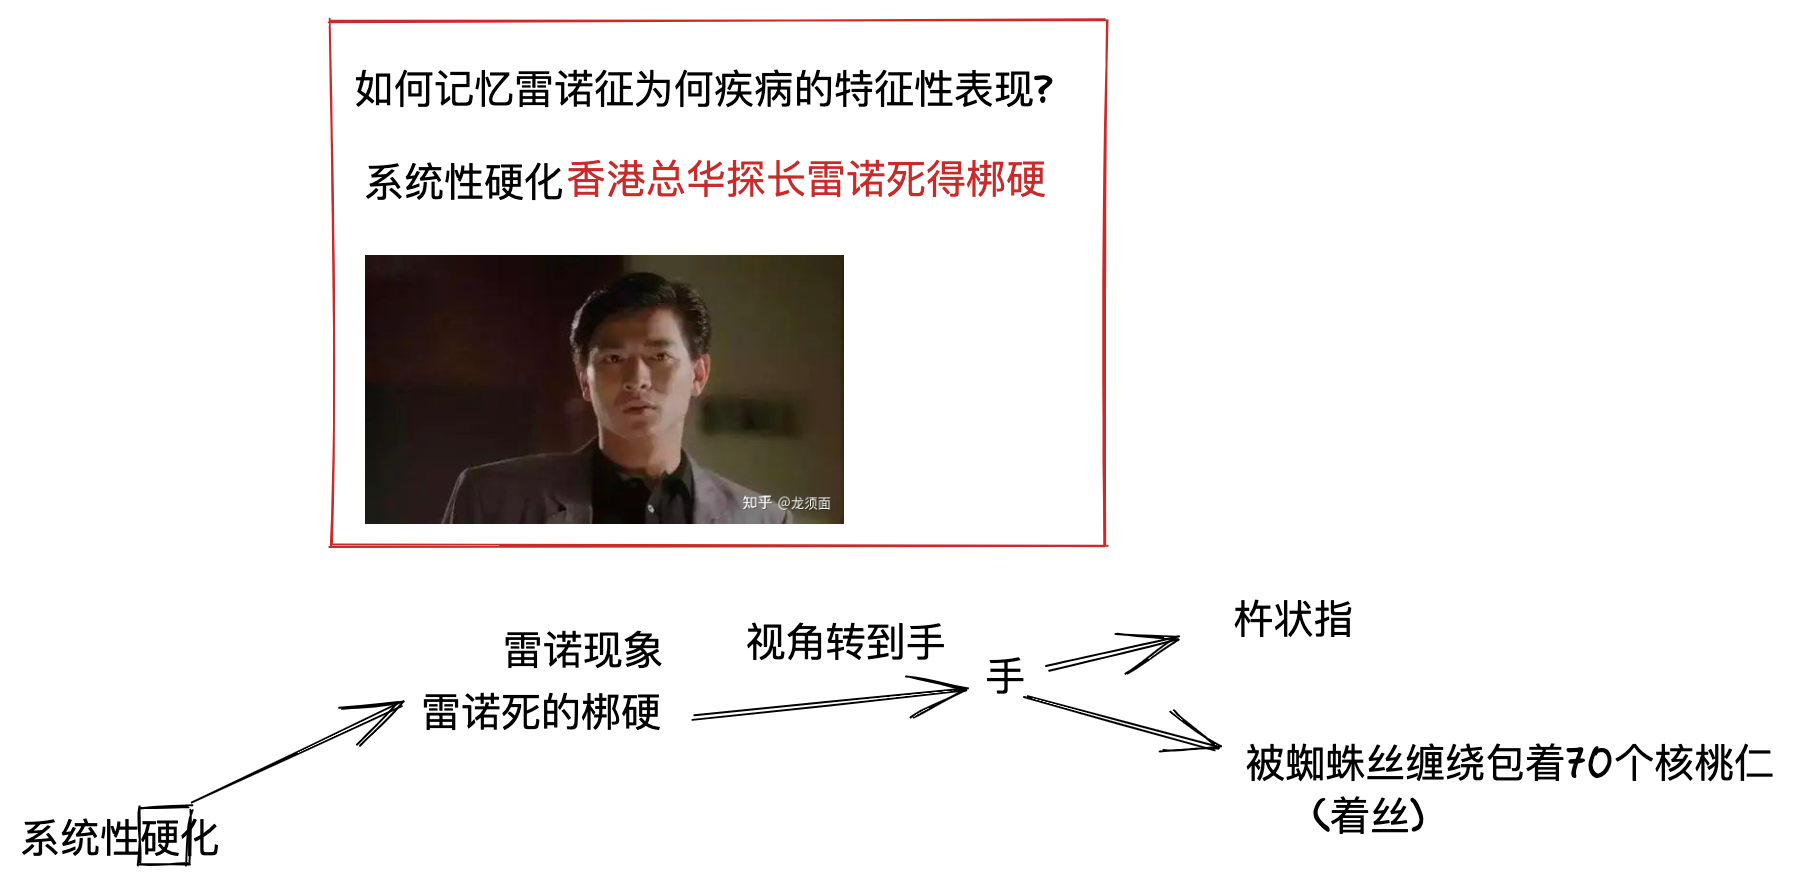 如何记忆雷诺征为何疾病的特征性表现?
系统性硬化香港总华探长雷诺死得梆硬
知乎 @龙须面
杵状指
雷诺现象
视角转到手
手
雷诺死的梆硬
被蜘蛛丝缠绕包着70个核桃仁
(着丝)
系统性硬化